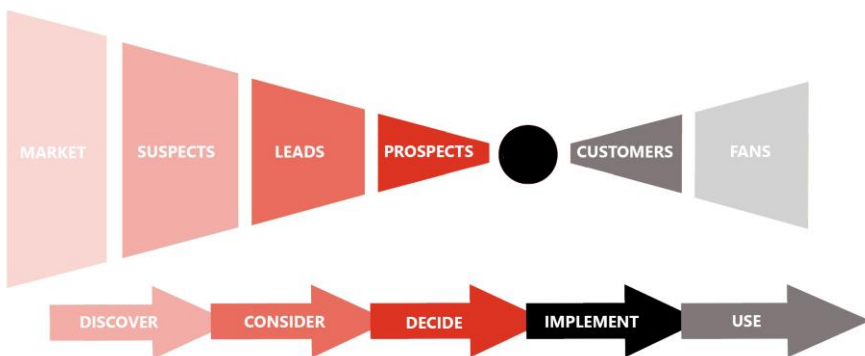 MARKET
SUSPECTS
LEADS
PROSPECTS
CUSTOMERS
FANS
DISCOVER
CONSIDER
DECIDE
IMPLEMENT
USE